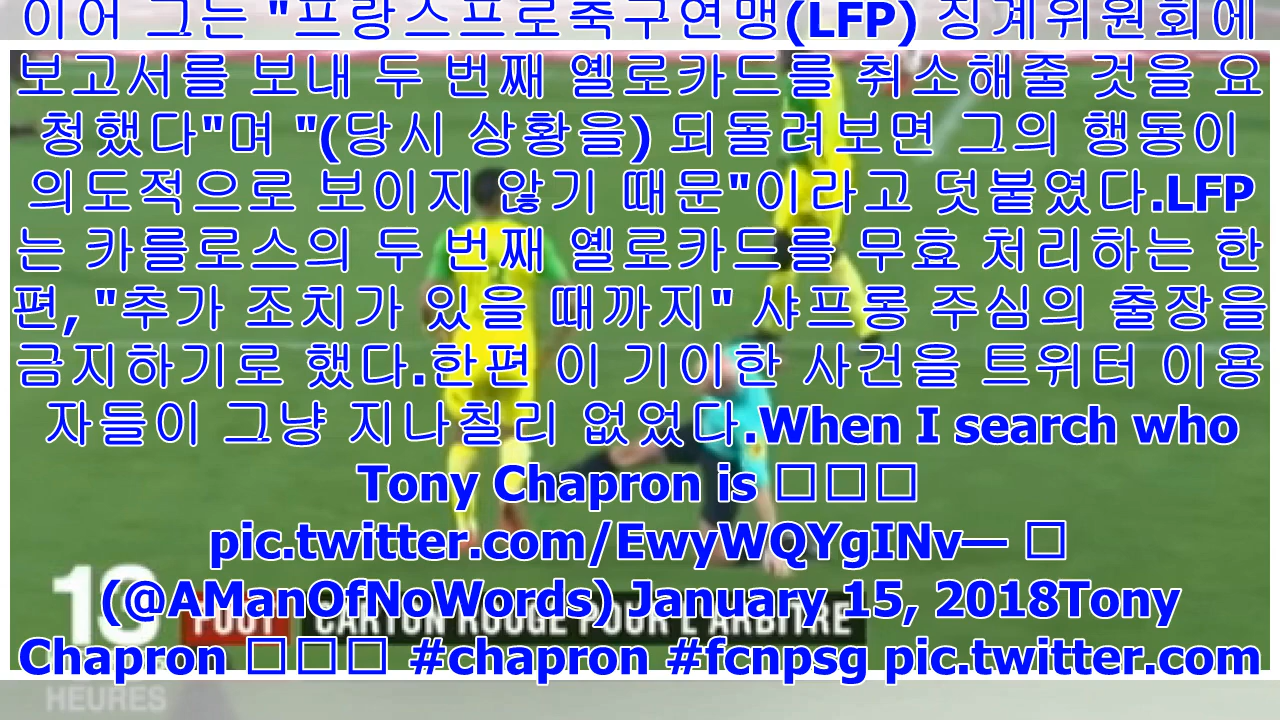 이어 그는 "프랑스프로축구연맹(LFP) 징계위원회에
보고서를 보내 두 번째 옐로카드를 취소해줄 것을 요
청했다"며 "(당시 상황을) 되돌려보면 그의 행동이
의도적으로 보이지 않기 때문"이라고 덧붙였다.LFP
는 카를로스의 두 번째 옐로카드를 무효 처리하는 한
편, "추가 조치가 있을 때까지" 샤프롱 주심의 출장을
금지하기로 했다.한편 이 기이한 사건을 트위터 이용
자들이 그냥 지나칠리 없었다.When I search who
Tony Chapron is □□□
pic.twitter.com/EwyWQYgINv— □
(@AManOfNoWords) January 15, 2018Tony
Chapron □□□ #chapron #fcnpsg pic.twitter.com
FOOT CARTON ROUGE POUR L'ARBITRE
HEURES